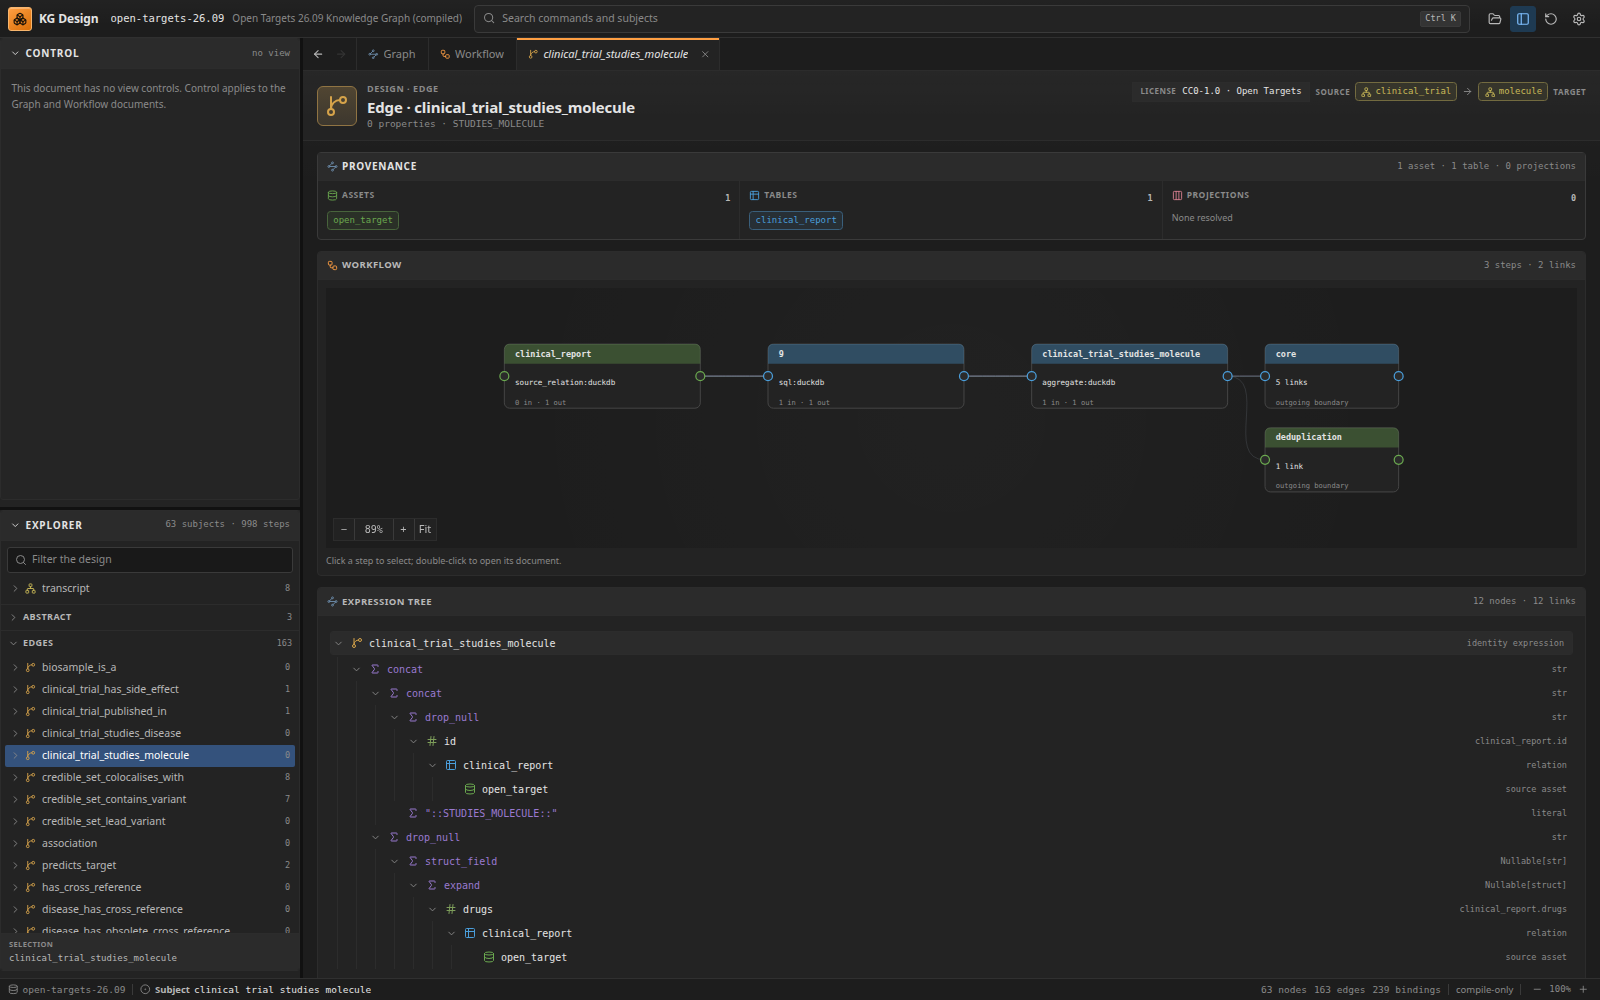 KG Design open-targets-26.09 Open Targets 26.09 Knowledge Graph (compiled) Search commands and subjects Ctrl K
CONTROL no view
This document has no view controls. Control applies to the
Graph and Workflow documents.
Graph Workflow clinical_trial_studies_molecule
DESIGN · EDGE
Edge · clinical_trial_studies_molecule
0 properties · STUDIES_MOLECULE
LICENSE CC0-1.0 · Open Targets SOURCE clinical_trial molecule TARGET
PROVENANCE 1 asset · 1 table · 0 projections
ASSETS 1
open_target
TABLES 1
clinical_report
PROJECTIONS 0
None resolved
WORKFLOW 3 steps · 2 links
clinical_report
source_relation:duckdb
0 in · 1 out
9
sql:duckdb
1 in · 1 out
clinical_trial_studies_molecule
aggregate:duckdb
1 in · 1 out
core
5 links
outgoing boundary
deduplication
1 link
outgoing boundary
− 89% + Fit
Click a step to select; double-click to open its document.
EXPRESSION TREE 12 nodes · 12 links
clinical_trial_studies_molecule identity expression
concat str
concat str
drop_null str
id clinical_report.id
clinical_report relation
open_target source asset
"::STUDIES_MOLECULE::" literal
drop_null str
struct_field Nullable[str]
expand Nullable[struct]
drugs clinical_report.drugs
clinical_report relation
open_target source asset
EXPLORER 63 subjects · 998 steps
Filter the design
transcript 8
ABSTRACT 3
EDGES 163
biosample_is_a 0
clinical_trial_has_side_effect 1
clinical_trial_published_in 1
clinical_trial_studies_disease 0
clinical_trial_studies_molecule 0
credible_set_colocalises_with 8
credible_set_contains_variant 7
credible_set_lead_variant 0
association 0
predicts_target 2
has_cross_reference 0
disease_has_cross_reference 0
disease_has_obsolete_cross_reference 0
SELECTION
clinical_trial_studies_molecule
open-targets-26.09 Subject clinical trial studies molecule 63 nodes 163 edges 239 bindings compile-only − 100% +